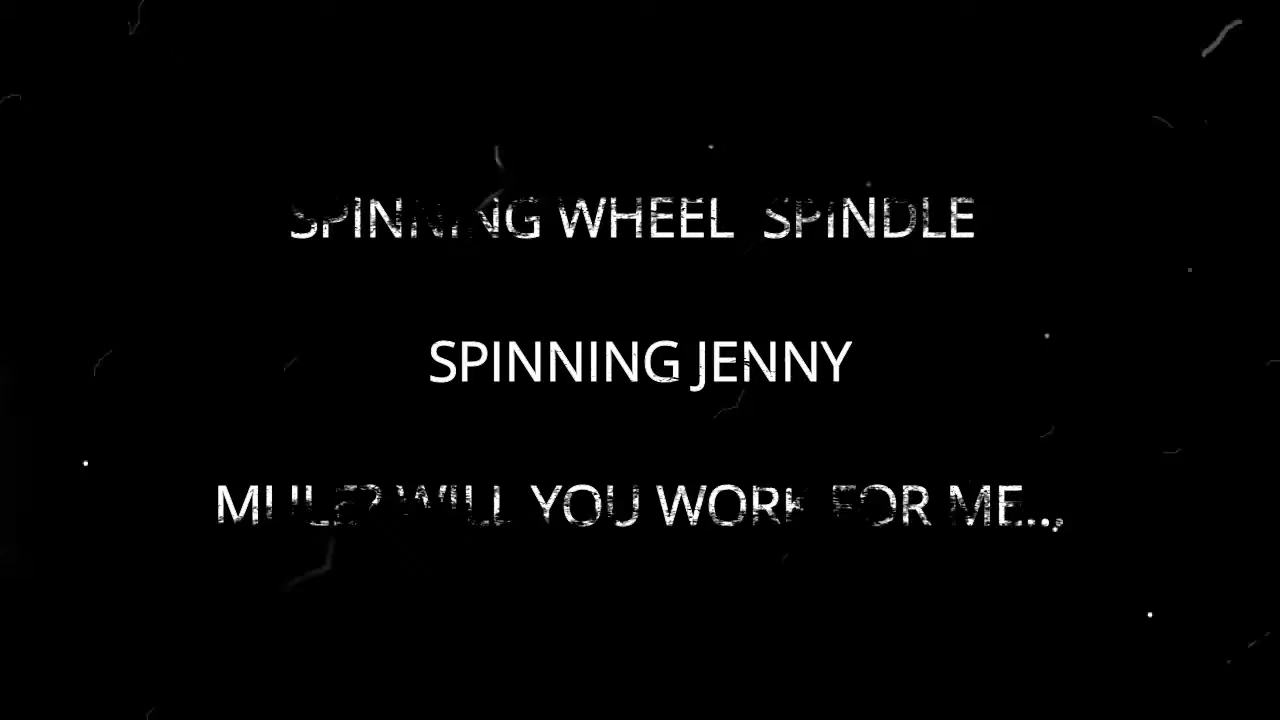 SPINNING WHEEL SPINDLE
SPINNING JENNY
MULE? WILL YOU WORK FOR ME...